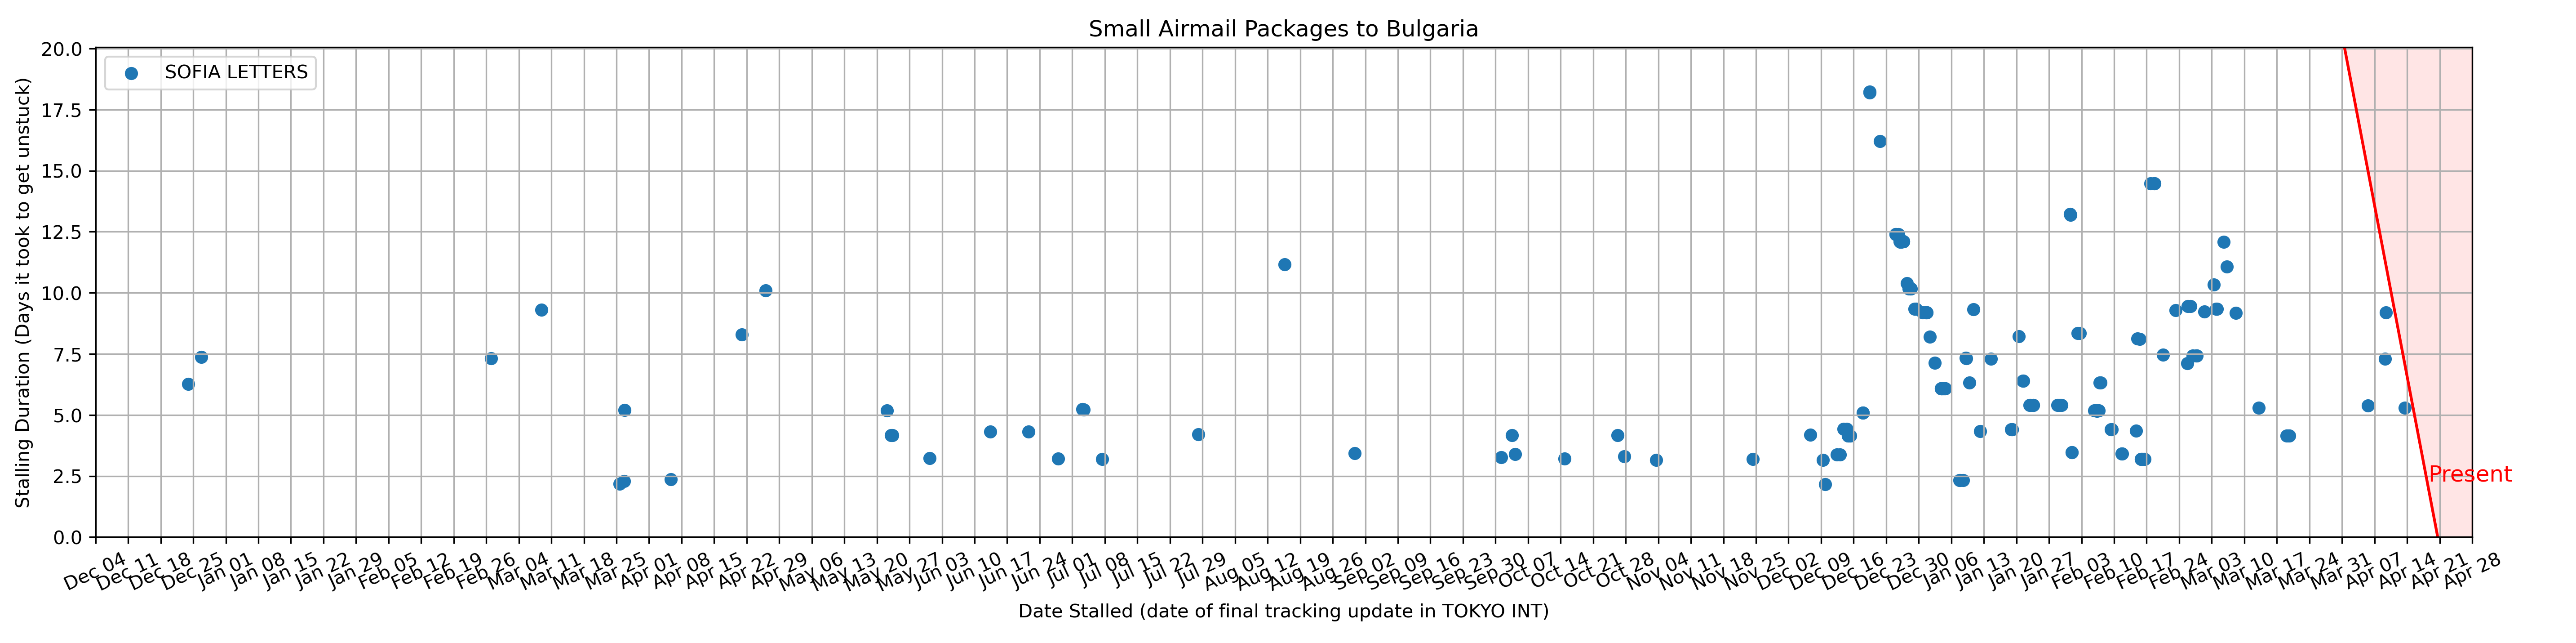 Small Airmail Packages to Bulgaria
20.0
17.5
15.0
12.5
10.0
7.5
5.0
2.5
0.0
Stalling Duration (Days it took to get unstuck)
SOFIA LETTERS
Present
Dec 04
Dec 11
Dec 18
Dec 25
Jan 01
Jan 08
Jan 15
Jan 22
Jan 29
Feb 05
Feb 12
Feb 19
Feb 26
Mar 04
Mar 11
Mar 18
Mar 25
Apr 01
Apr 08
Apr 15
Apr 22
Apr 29
May 06
May 13
May 20
May 27
Jun 03
Jun 10
Jun 17
Jun 24
Jul 01
Jul 08
Jul 15
Jul 22
Jul 29
Aug 05
Aug 12
Aug 19
Aug 26
Sep 02
Sep 09
Sep 16
Sep 23
Sep 30
Oct 07
Oct 14
Oct 21
Oct 28
Nov 04
Nov 11
Nov 18
Nov 25
Dec 02
Dec 09
Dec 16
Dec 23
Dec 30
Jan 06
Jan 13
Jan 20
Jan 27
Feb 03
Feb 10
Feb 17
Feb 24
Mar 03
Mar 10
Mar 17
Mar 24
Mar 31
Apr 07
Apr 14
Apr 21
Apr 28
Date Stalled (date of final tracking update in TOKYO INT)